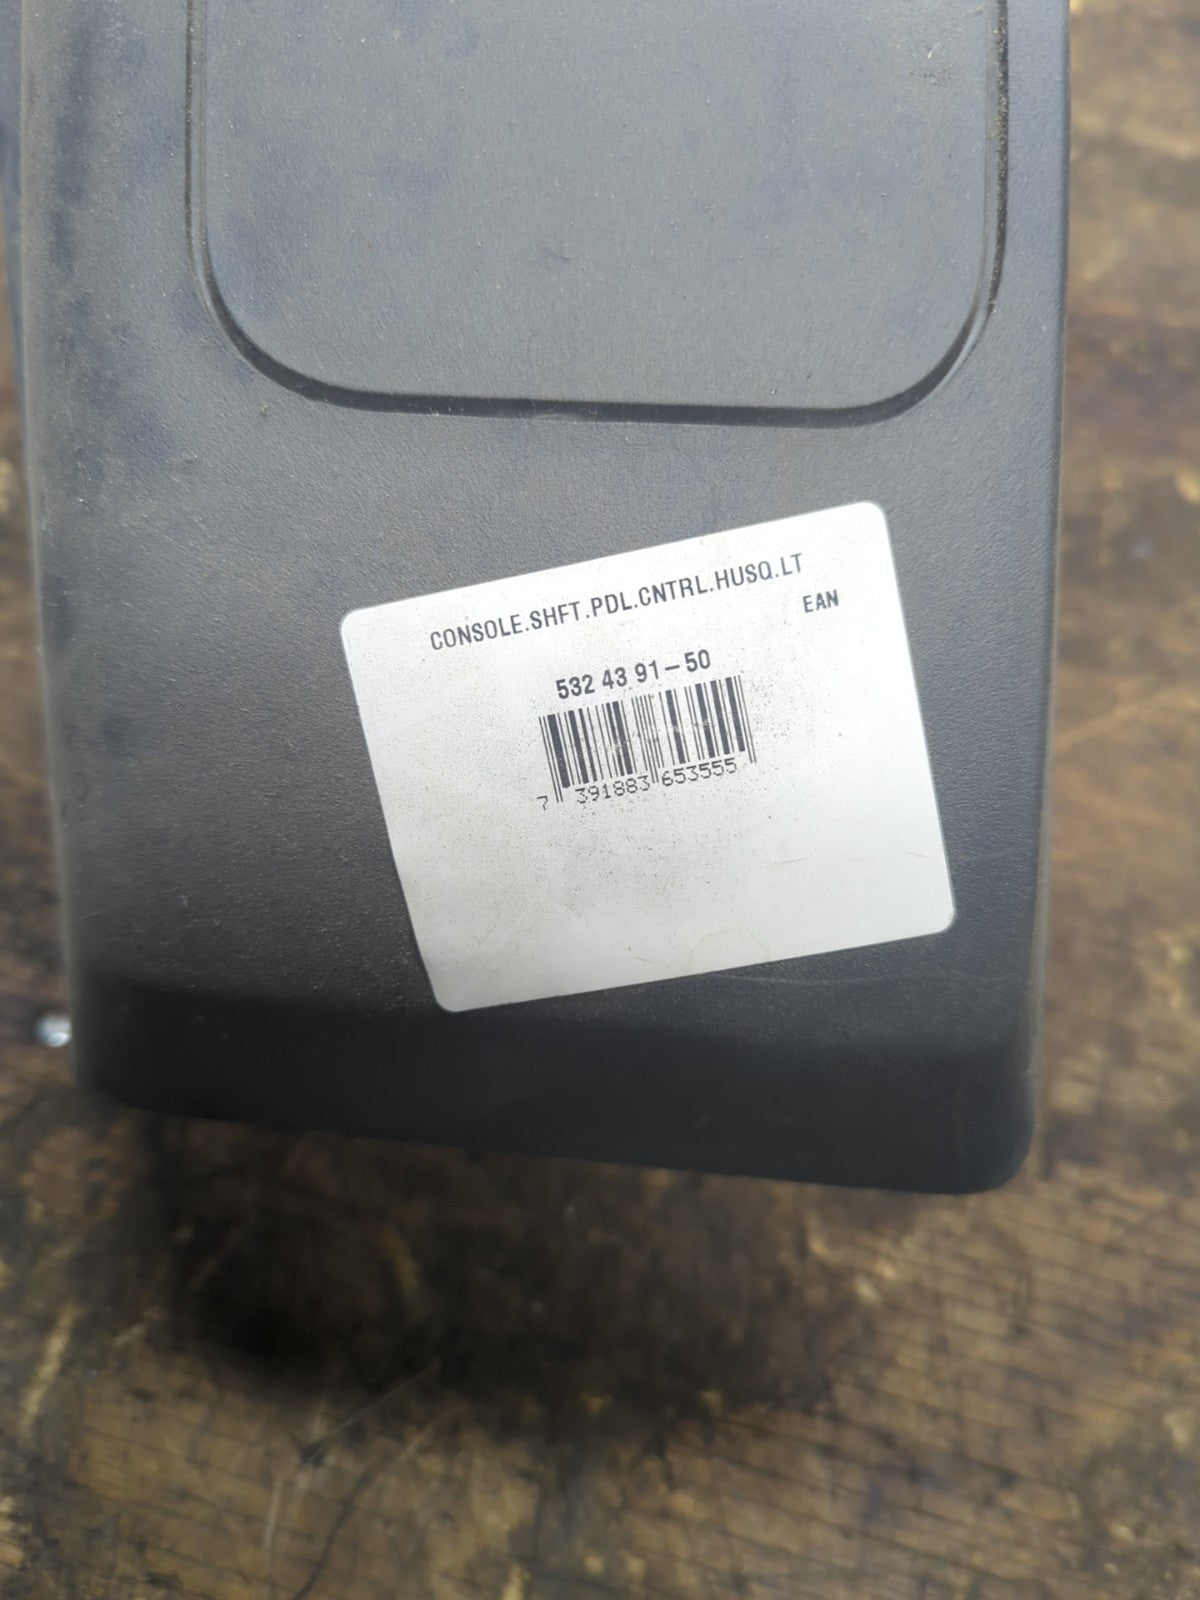 CONSOLE.SHFT.PDL.CNTRL.HUSQ.LT
EAN
532 43 91-50
7 391883 653555